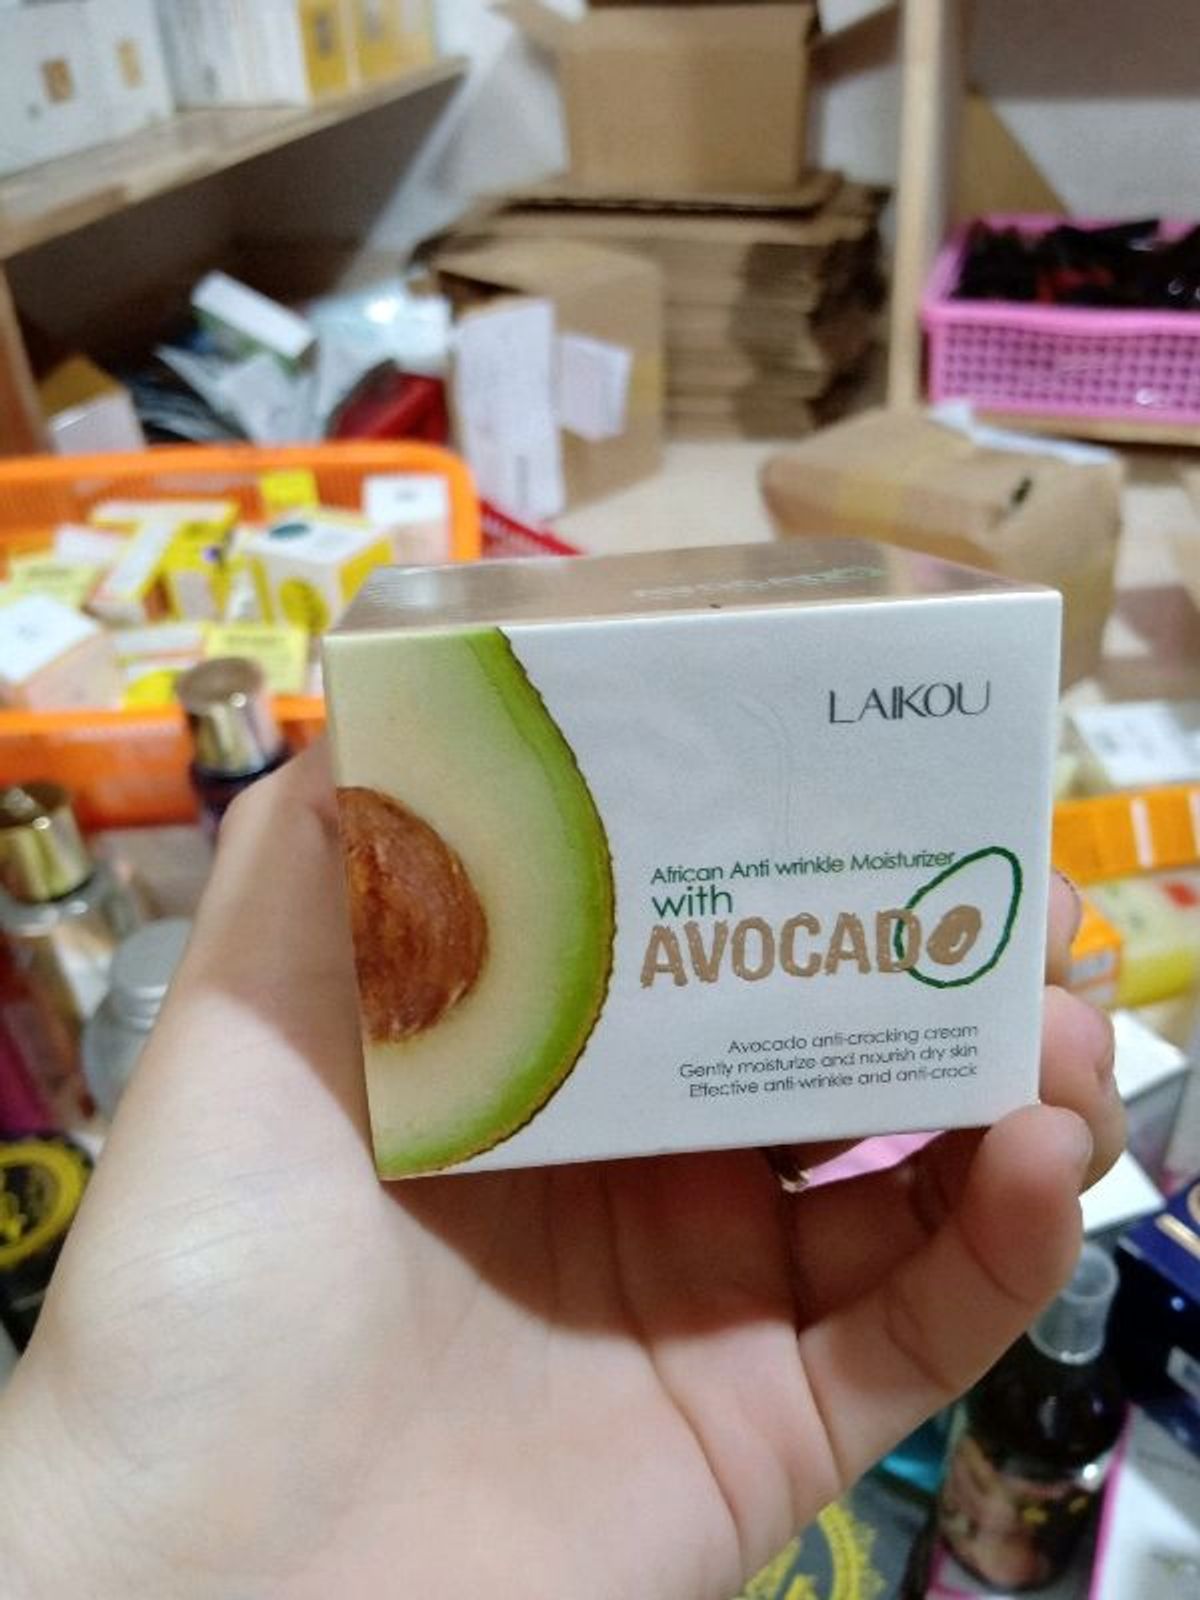 LAIKOU
African Anti wrinkle Moisturizer
with
AVOCADO
Avocado anti-cracking cream
Gently moisturize and nourish dry skin
Effective anti-wrinkle and anti-crack